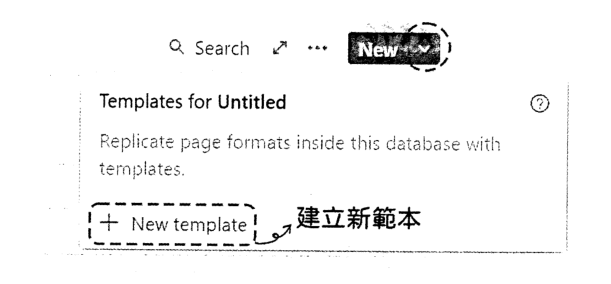 Search ... New
Templates for Untitled
Replicate page formats inside this database with
templates.
+ New template 建立新範本